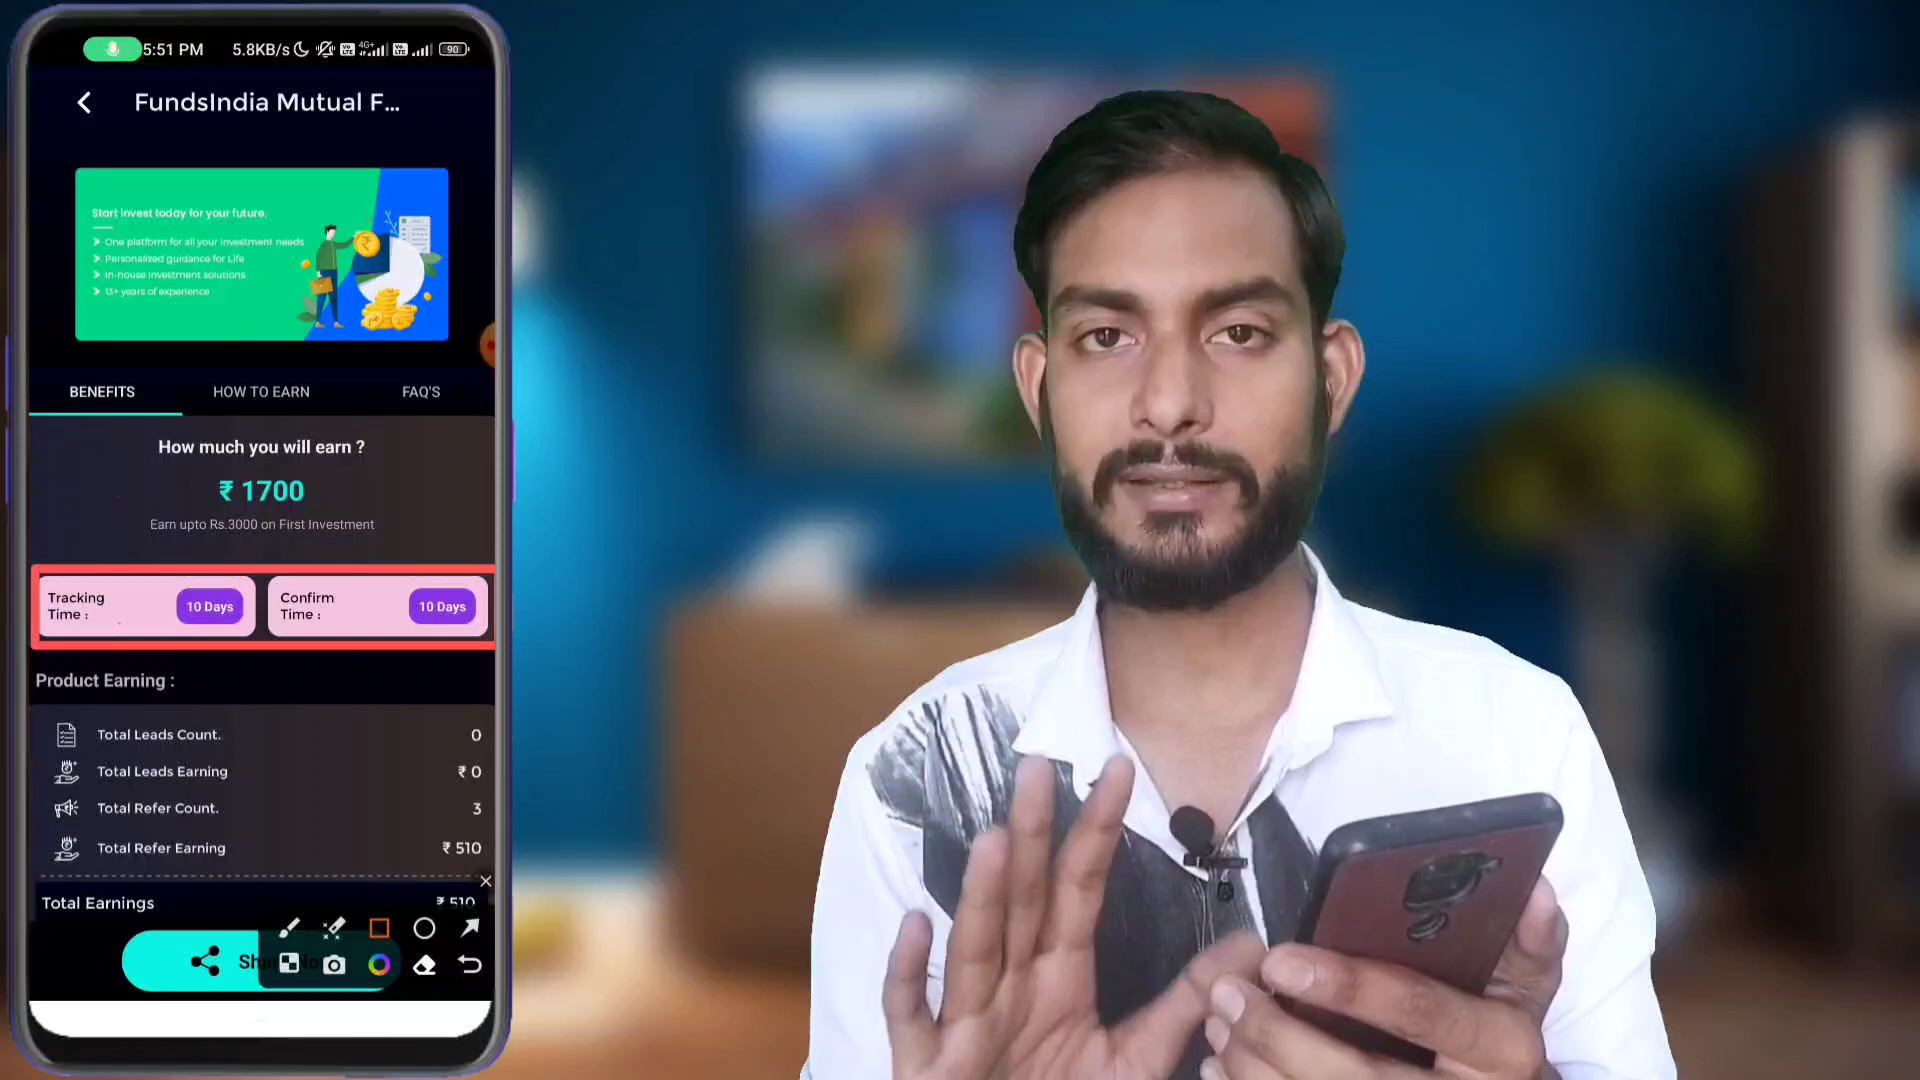 5:51 PM 5.8KB/s 4G+ 90
FundsIndia Mutual F...
Start invest today for your future.
One platform for all your investment needs
Personalized guidance for Life
In-house investment solutions
13+ years of experience
BENEFITS HOW TO EARN FAQ'S
How much you will earn ?
₹ 1700
Earn upto Rs.3000 on First Investment
Tracking Time : 10 Days
Confirm Time : 10 Days
Product Earning :
Total Leads Count. 0
Total Leads Earning ₹ 0
Total Refer Count. 3
Total Refer Earning ₹ 510
Total Earnings ₹ 510